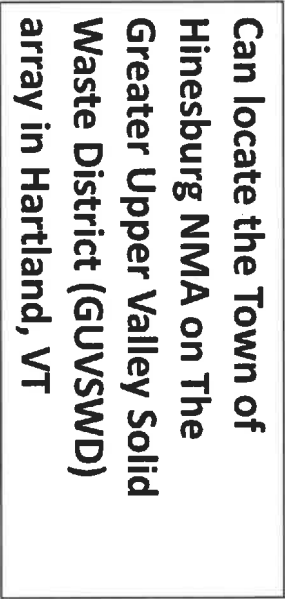 Can locate the Town of
Hinesburg NMA on The
Greater Upper Valley Solid
Waste District (GUVSWD)
array in Hartland, VT